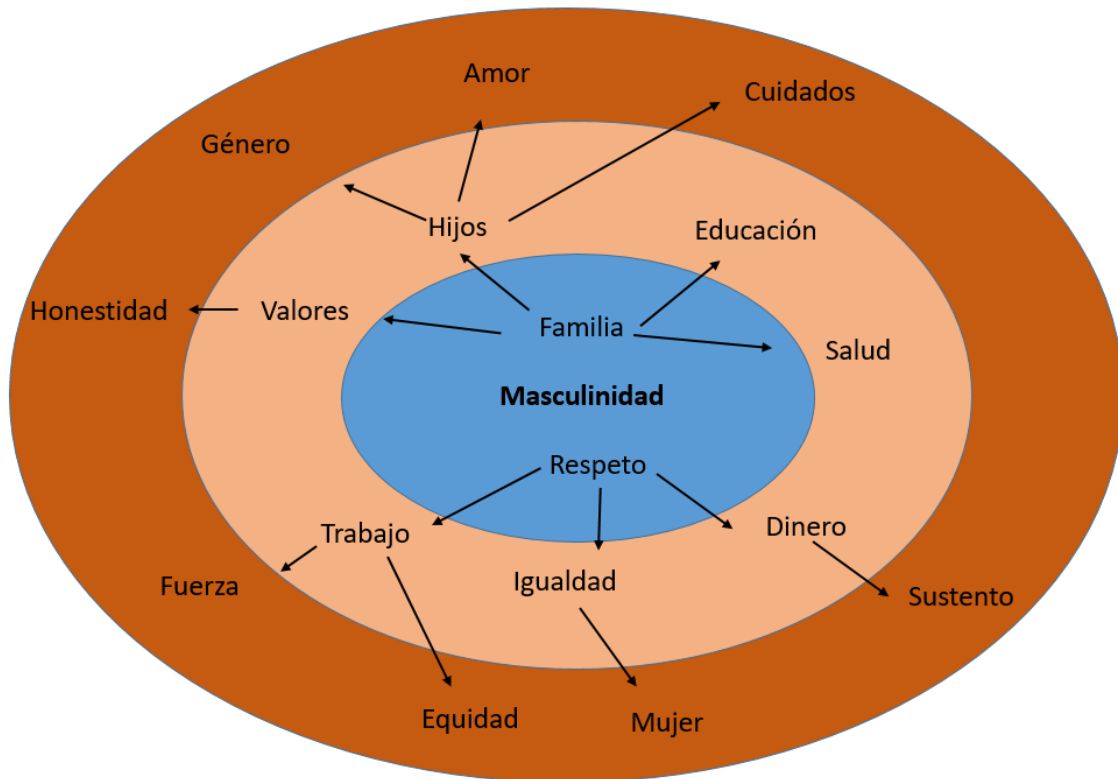 Amor
Cuidados
Género
Hijos
Educación
Honestidad
Valores
Familia
Salud
Masculinidad
Respeto
Trabajo
Dinero
Fuerza
Igualdad
Sustento
Equidad
Mujer